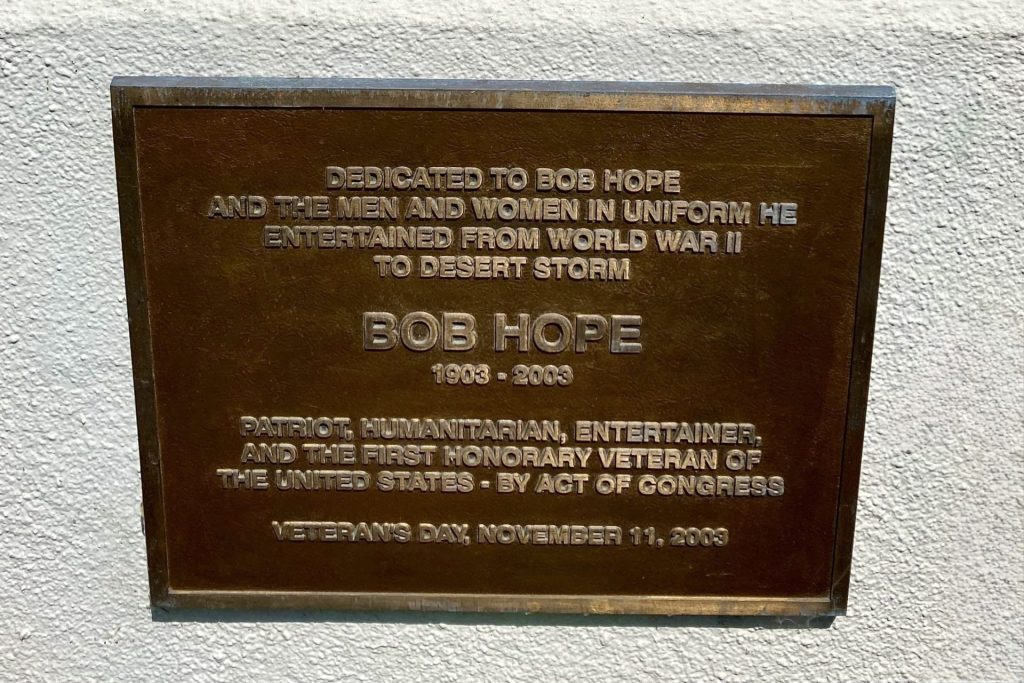 DEDICATED TO BOB HOPE
AND THE MEN AND WOMEN IN UNIFORM HE
ENTERTAINED FROM WORLD WAR II
TO DESERT STORM
BOB HOPE
1903 - 2003
PATRIOT, HUMANITARIAN, ENTERTAINER,
AND THE FIRST HONORARY VETERAN OF
THE UNITED STATES - BY ACT OF CONGRESS
VETERAN'S DAY, NOVEMBER 11, 2003